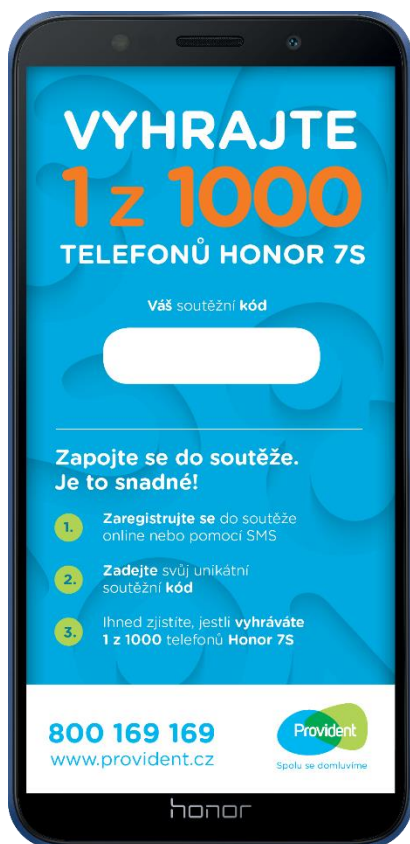 VYHRAJTE
1 z 1000
TELEFONŮ HONOR 7S
Váš soutěžní kód
Zapojte se do soutěže.
Je to snadné!
1. Zaregistrujte se do soutěže
online nebo pomocí SMS
2. Zadejte svůj unikátní
soutěžní kód
3. Ihned zjistíte, jestli vyhráváte
1 z 1000 telefonů Honor 7S
800 169 169
www.provident.cz
Provident
Spolu se domluvíme
honor